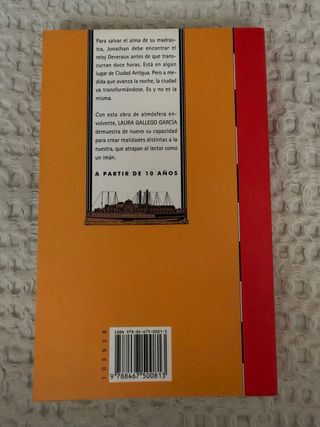 Para salvar el alma de su madras-
tra, Jonathan debe encontrar el
reloj Deveraux antes de que trans-
curran doce horas. Está en algún
lugar de Ciudad Antigua. Pero a medi-
da que avanza la noche, la ciudad
va transformándose. Es y no es la
misma.
Con esta obra de atmósfera en-
volvente, LAURA GALLEGO GARCÍA
demuestra de nuevo su capacidad
para crear realidades distintas a la
nuestra, que atrapan al lector como
un imán.
A PARTIR DE 10 AÑOS
ISBN 978-84-675-0081-3
9 788467 500813
103938